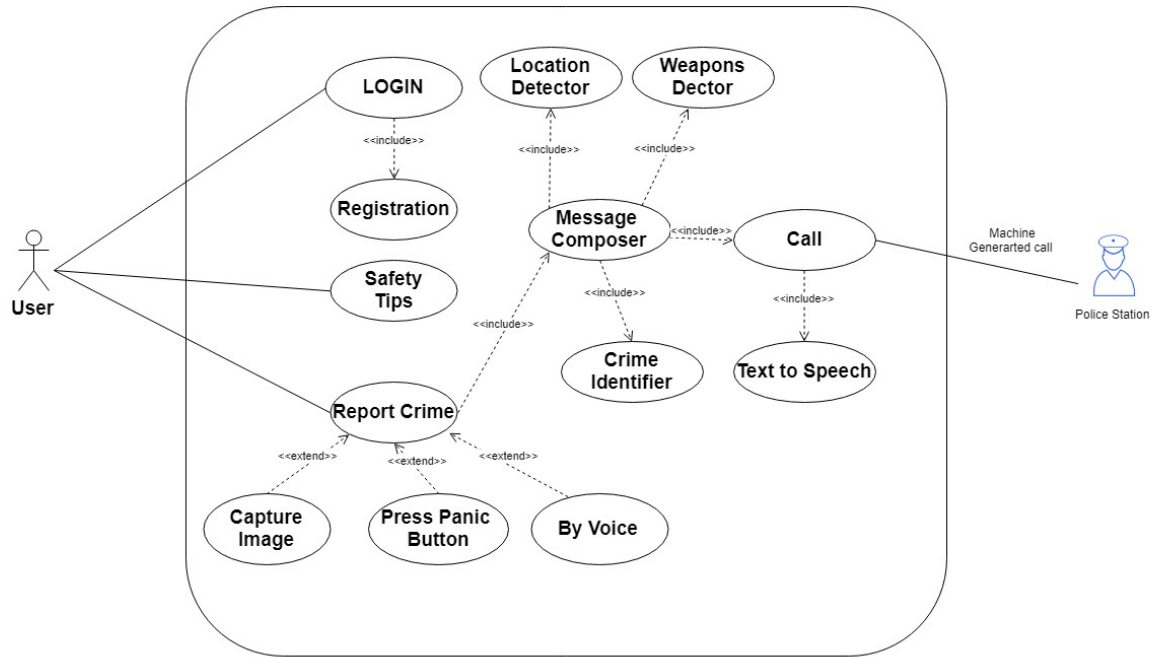 LOGIN
<<include>>
Registration
Safety
Tips
Location
Detector
Weapons
Dector
<<include>>
<<include>>
Message
Composer
<<include>>
Call
Machine
Generarted call
Police Station
User
<<include>>
<<include>>
<<include>>
Crime
Identifier
Text to Speech
Report Crime
<<extend>>
<<extend>>
<<extend>>
Capture
Image
Press Panic
Button
By Voice